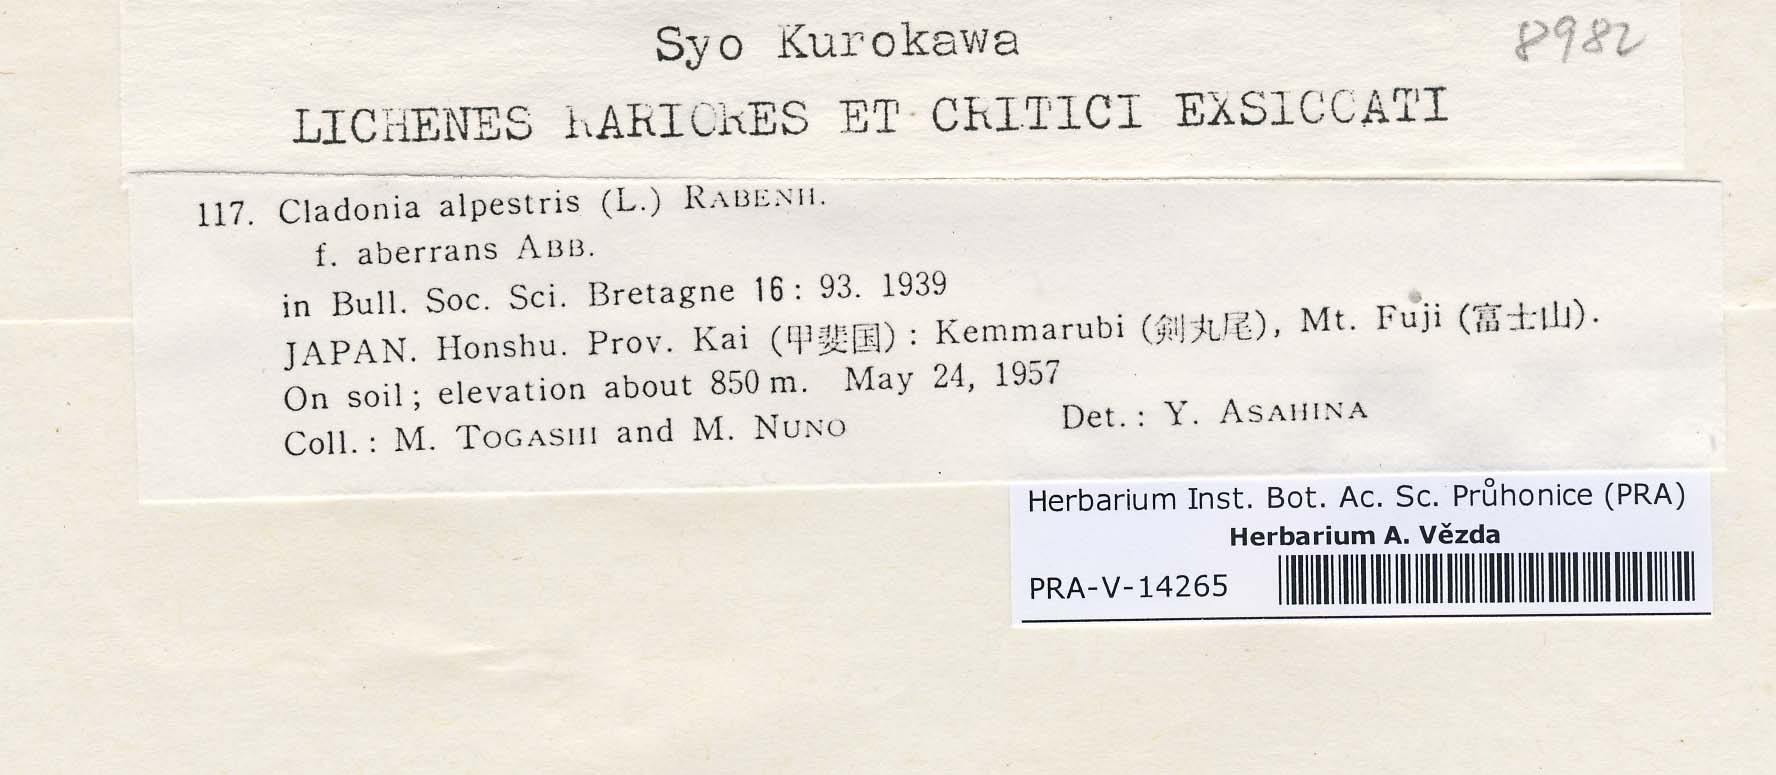 Syo Kurokawa
8982
LICHENES RARIORES ET CRITICI EXSICCATI
117. Cladonia alpestris (L.) RABENH.
f. aberrans ABB.
in Bull. Soc. Sci. Bretagne 16: 93. 1939
JAPAN. Honshu. Prov. Kai (甲斐国): Kemmarubi (剣丸尾), Mt. Fuji (富士山).
On soil; elevation about 850 m. May 24, 1957
Coll.: M. TOGASHI and M. NUNO Det.: Y. ASAHINA
Herbarium Inst. Bot. Ac. Sc. Průhonice (PRA)
Herbarium A. Vězda
PRA-V-14265